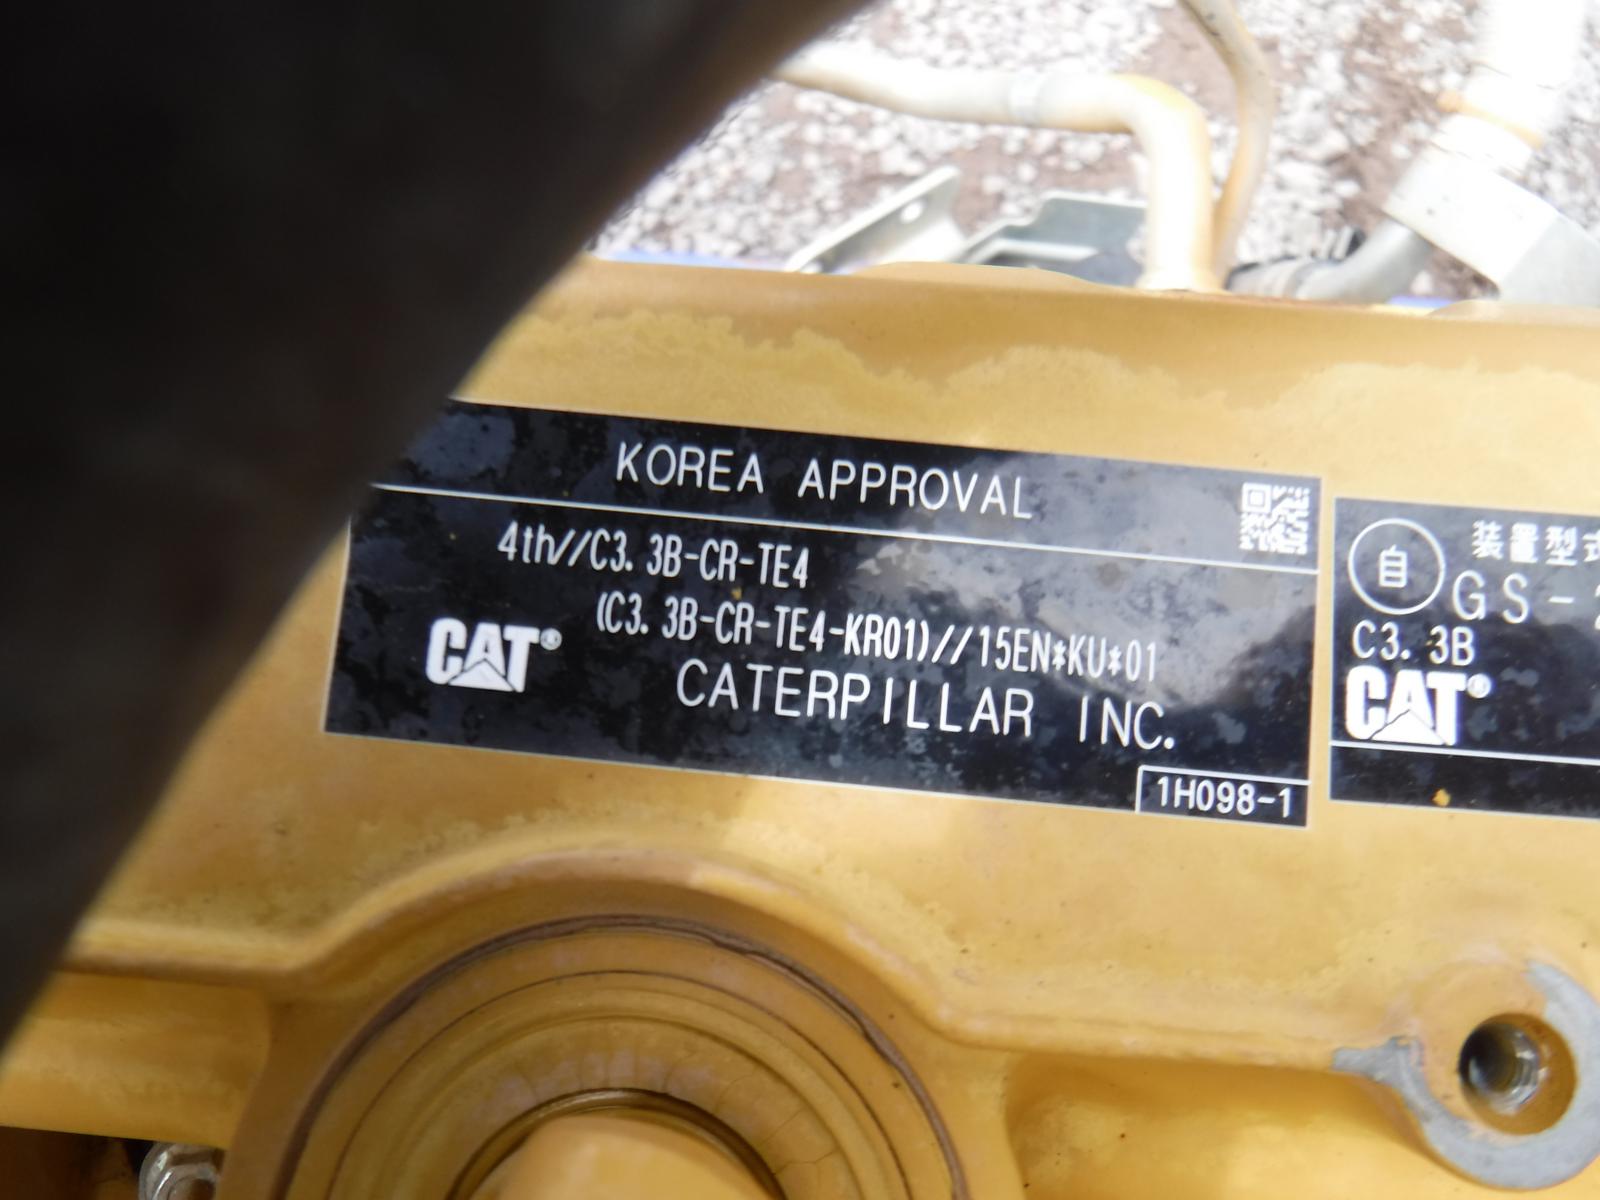 KOREA APPROVAL
4th//C3.3B-CR-TE4
(C3.3B-CR-TE4-KR01)//15EN*KU*01
CAT®
CATERPILLAR INC.
1H098-1
自
装置型式
GS-
C3.3B
CAT®